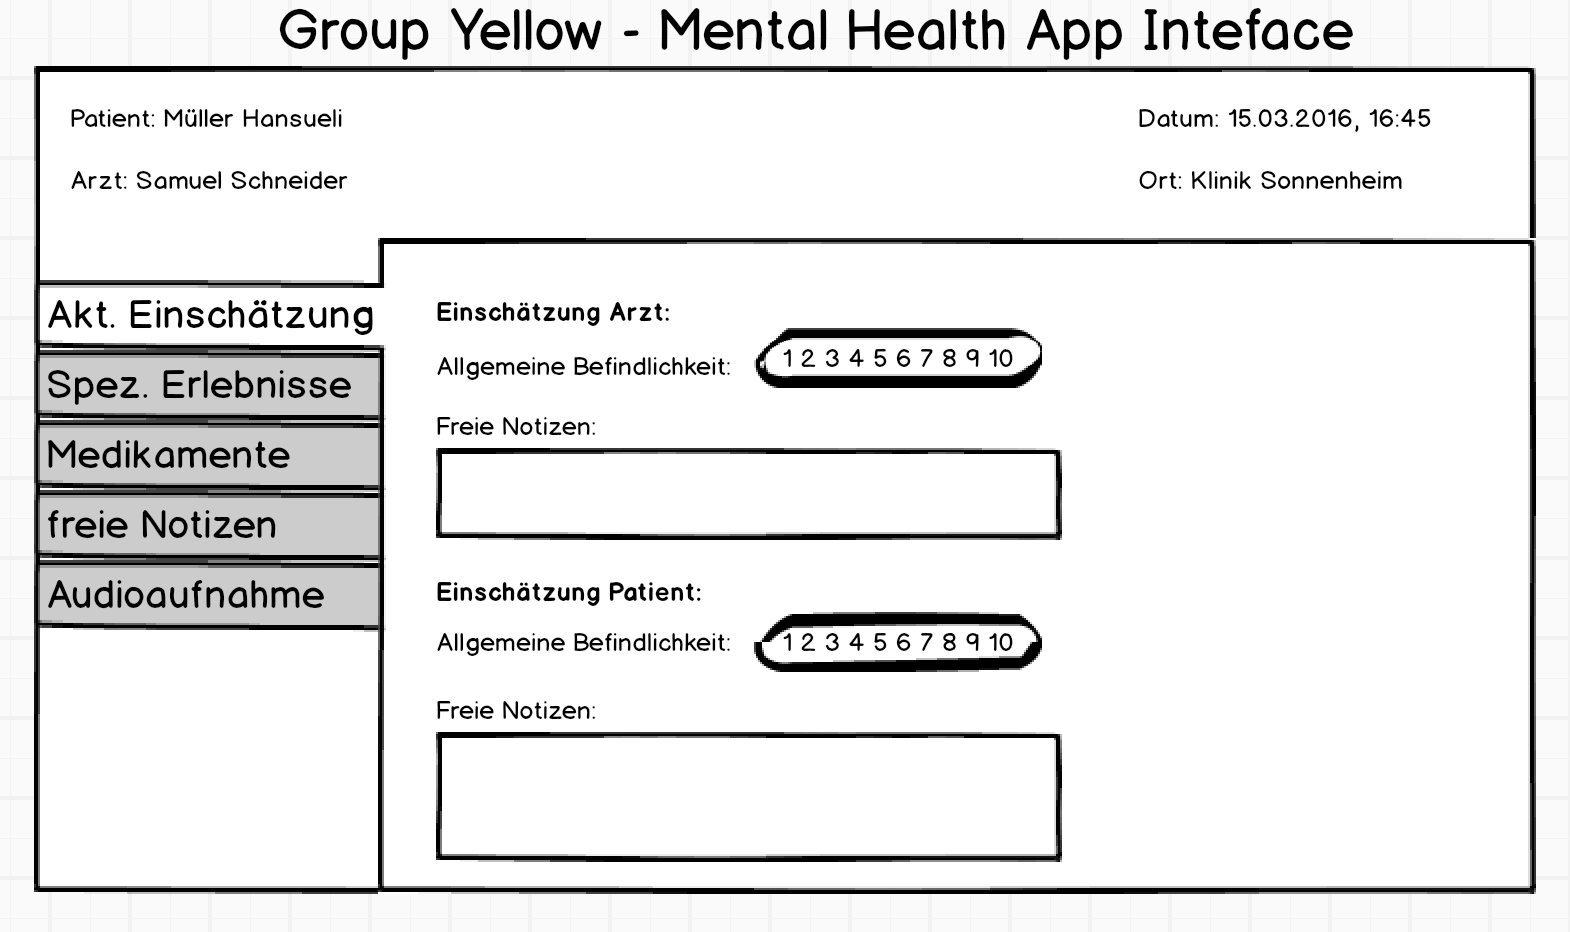 Group Yellow - Mental Health App Inteface
Patient: Müller Hansueli
Datum: 15.03.2016, 16:45
Arzt: Samuel Schneider
Ort: Klinik Sonnenheim
Akt. Einschätzung
Spez. Erlebnisse
Medikamente
freie Notizen
Audioaufnahme
Einschätzung Arzt:
Allgemeine Befindlichkeit: 1 2 3 4 5 6 7 8 9 10
Freie Notizen:
Einschätzung Patient:
Allgemeine Befindlichkeit: 1 2 3 4 5 6 7 8 9 10
Freie Notizen: